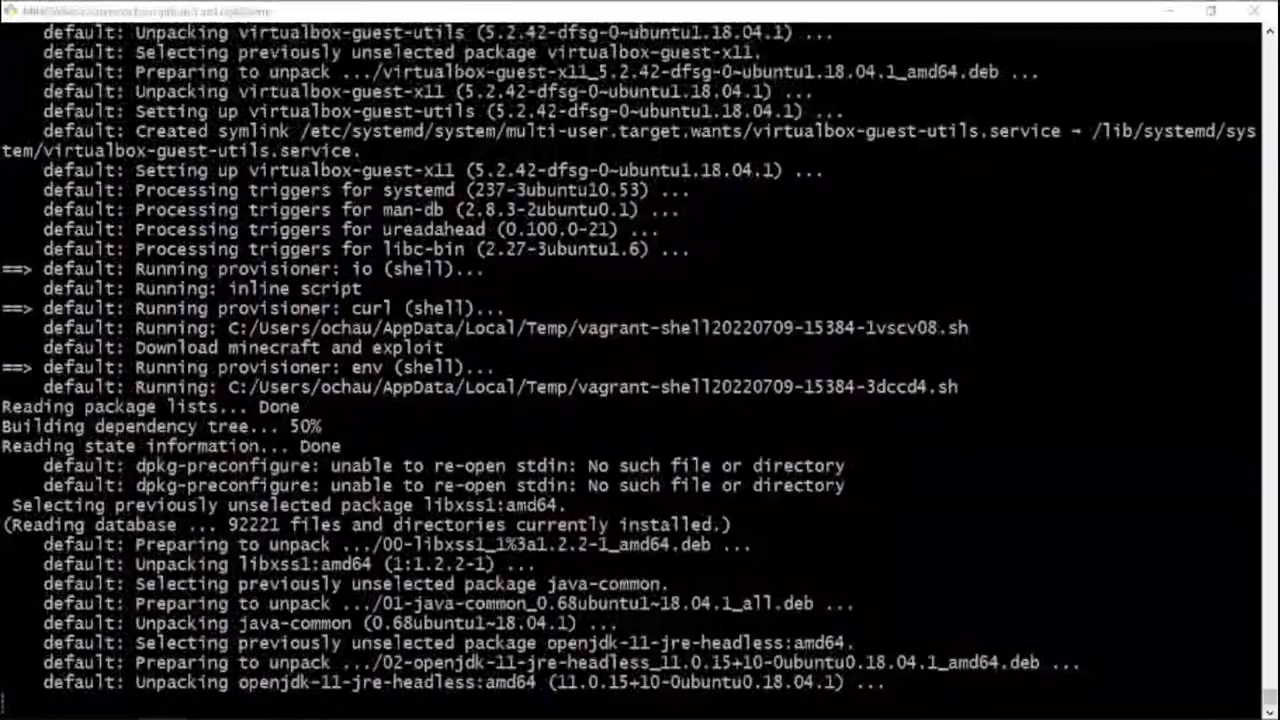 default: Unpacking virtualbox-guest-utils (5.2.42-dfsg-0~ubuntu1.18.04.1) ...
default: Selecting previously unselected package virtualbox-guest-x11.
default: Preparing to unpack .../virtualbox-guest-x11_5.2.42-dfsg-0~ubuntu1.18.04.1_amd64.deb ...
default: Unpacking virtualbox-guest-x11 (5.2.42-dfsg-0~ubuntu1.18.04.1) ...
default: Setting up virtualbox-guest-utils (5.2.42-dfsg-0~ubuntu1.18.04.1) ...
default: Created symlink /etc/systemd/system/multi-user.target.wants/virtualbox-guest-utils.service → /lib/systemd/sys
tem/virtualbox-guest-utils.service.
default: Setting up virtualbox-guest-x11 (5.2.42-dfsg-0~ubuntu1.18.04.1) ...
default: Processing triggers for systemd (237-3ubuntu10.53) ...
default: Processing triggers for man-db (2.8.3-2ubuntu0.1) ...
default: Processing triggers for ureadahead (0.100.0-21) ...
default: Processing triggers for libc-bin (2.27-3ubuntu1.6) ...
==> default: Running provisioner: io (shell)...
default: Running: inline script
==> default: Running provisioner: curl (shell)...
default: Running: C:/Users/ochau/AppData/Local/Temp/vagrant-shell20220709-15384-1vscv08.sh
default: Download minecraft and exploit
==> default: Running provisioner: env (shell)...
default: Running: C:/Users/ochau/AppData/Local/Temp/vagrant-shell20220709-15384-3dccd4.sh
Reading package lists... Done
Building dependency tree... 50%
Reading state information... Done
default: dpkg-preconfigure: unable to re-open stdin: No such file or directory
default: dpkg-preconfigure: unable to re-open stdin: No such file or directory
Selecting previously unselected package libxss1:amd64.
(Reading database ... 92221 files and directories currently installed.)
default: Preparing to unpack .../00-libxss1_1%3a1.2.2-1_amd64.deb ...
default: Unpacking libxss1:amd64 (1:1.2.2-1) ...
default: Selecting previously unselected package java-common.
default: Preparing to unpack .../01-java-common_0.68ubuntu1~18.04.1_all.deb ...
default: Unpacking java-common (0.68ubuntu1~18.04.1) ...
default: Selecting previously unselected package openjdk-11-jre-headless:amd64.
default: Preparing to unpack .../02-openjdk-11-jre-headless_11.0.15+10-0ubuntu0.18.04.1_amd64.deb ...
default: Unpacking openjdk-11-jre-headless:amd64 (11.0.15+10-0ubuntu0.18.04.1) ...